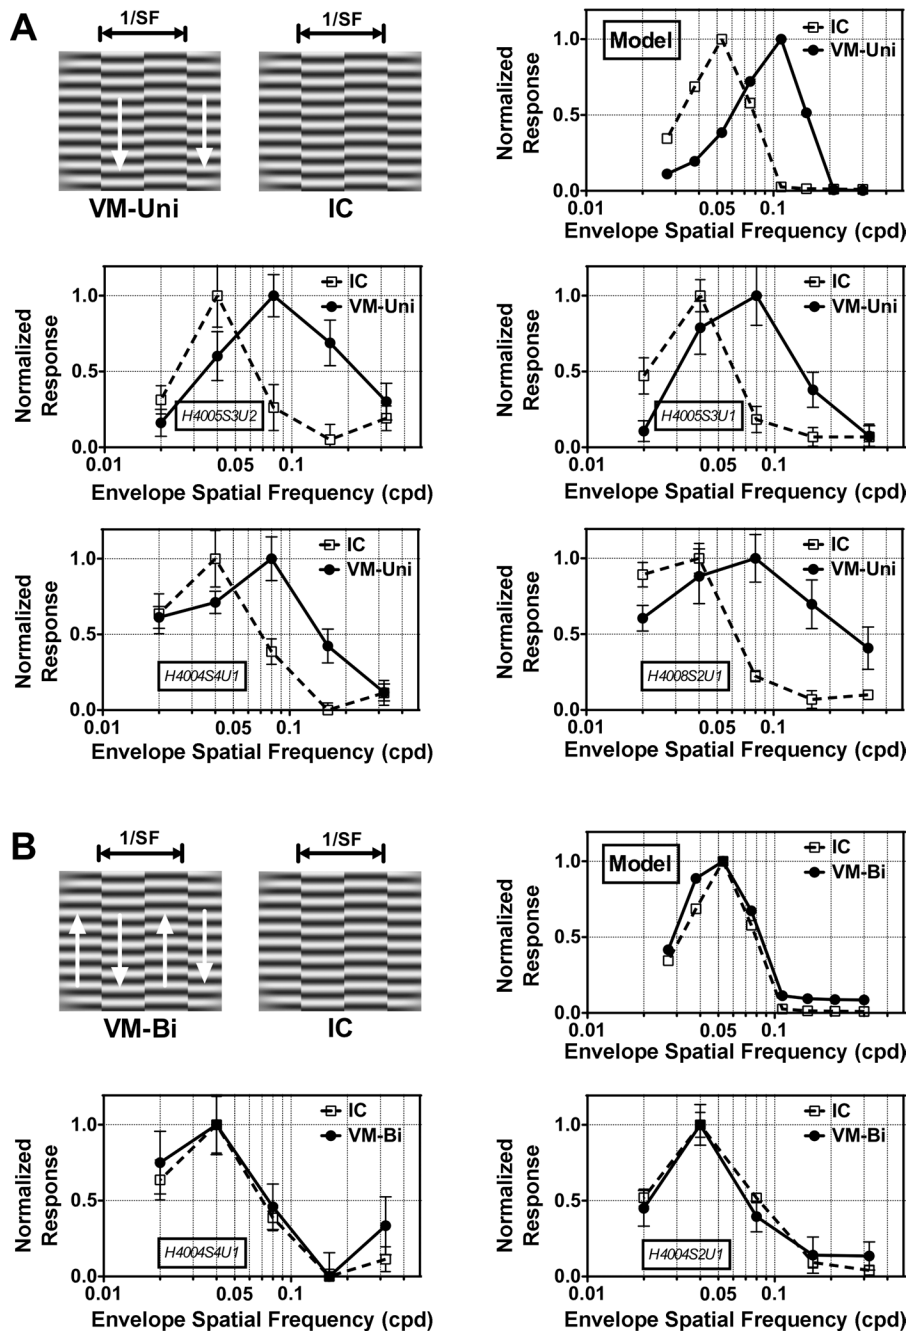 A
1/SF
1/SF
VM-Uni
IC
Normalized
Response
1.0
0.5
0.0
Model
IC
VM-Uni
0.01
0.05
0.1
Envelope Spatial Frequency (cpd)
Normalized
Response
1.0
0.5
0.0
IC
VM-Uni
H4005S3U2
0.01
0.05
0.1
Envelope Spatial Frequency (cpd)
Normalized
Response
1.0
0.5
0.0
IC
VM-Uni
H4005S3U1
0.01
0.05
0.1
Envelope Spatial Frequency (cpd)
Normalized
Response
1.0
0.5
0.0
IC
VM-Uni
H4004S4U1
0.01
0.05
0.1
Envelope Spatial Frequency (cpd)
Normalized
Response
1.0
0.5
0.0
IC
VM-Uni
H4008S2U1
0.01
0.05
0.1
Envelope Spatial Frequency (cpd)
B
1/SF
1/SF
VM-Bi
IC
Normalized
Response
1.0
0.5
0.0
Model
IC
VM-Bi
0.01
0.05
0.1
Envelope Spatial Frequency (cpd)
Normalized
Response
1.0
0.5
0.0
IC
VM-Bi
H4004S4U1
0.01
0.05
0.1
Envelope Spatial Frequency (cpd)
Normalized
Response
1.0
0.5
0.0
IC
VM-Bi
H4004S2U1
0.01
0.05
0.1
Envelope Spatial Frequency (cpd)